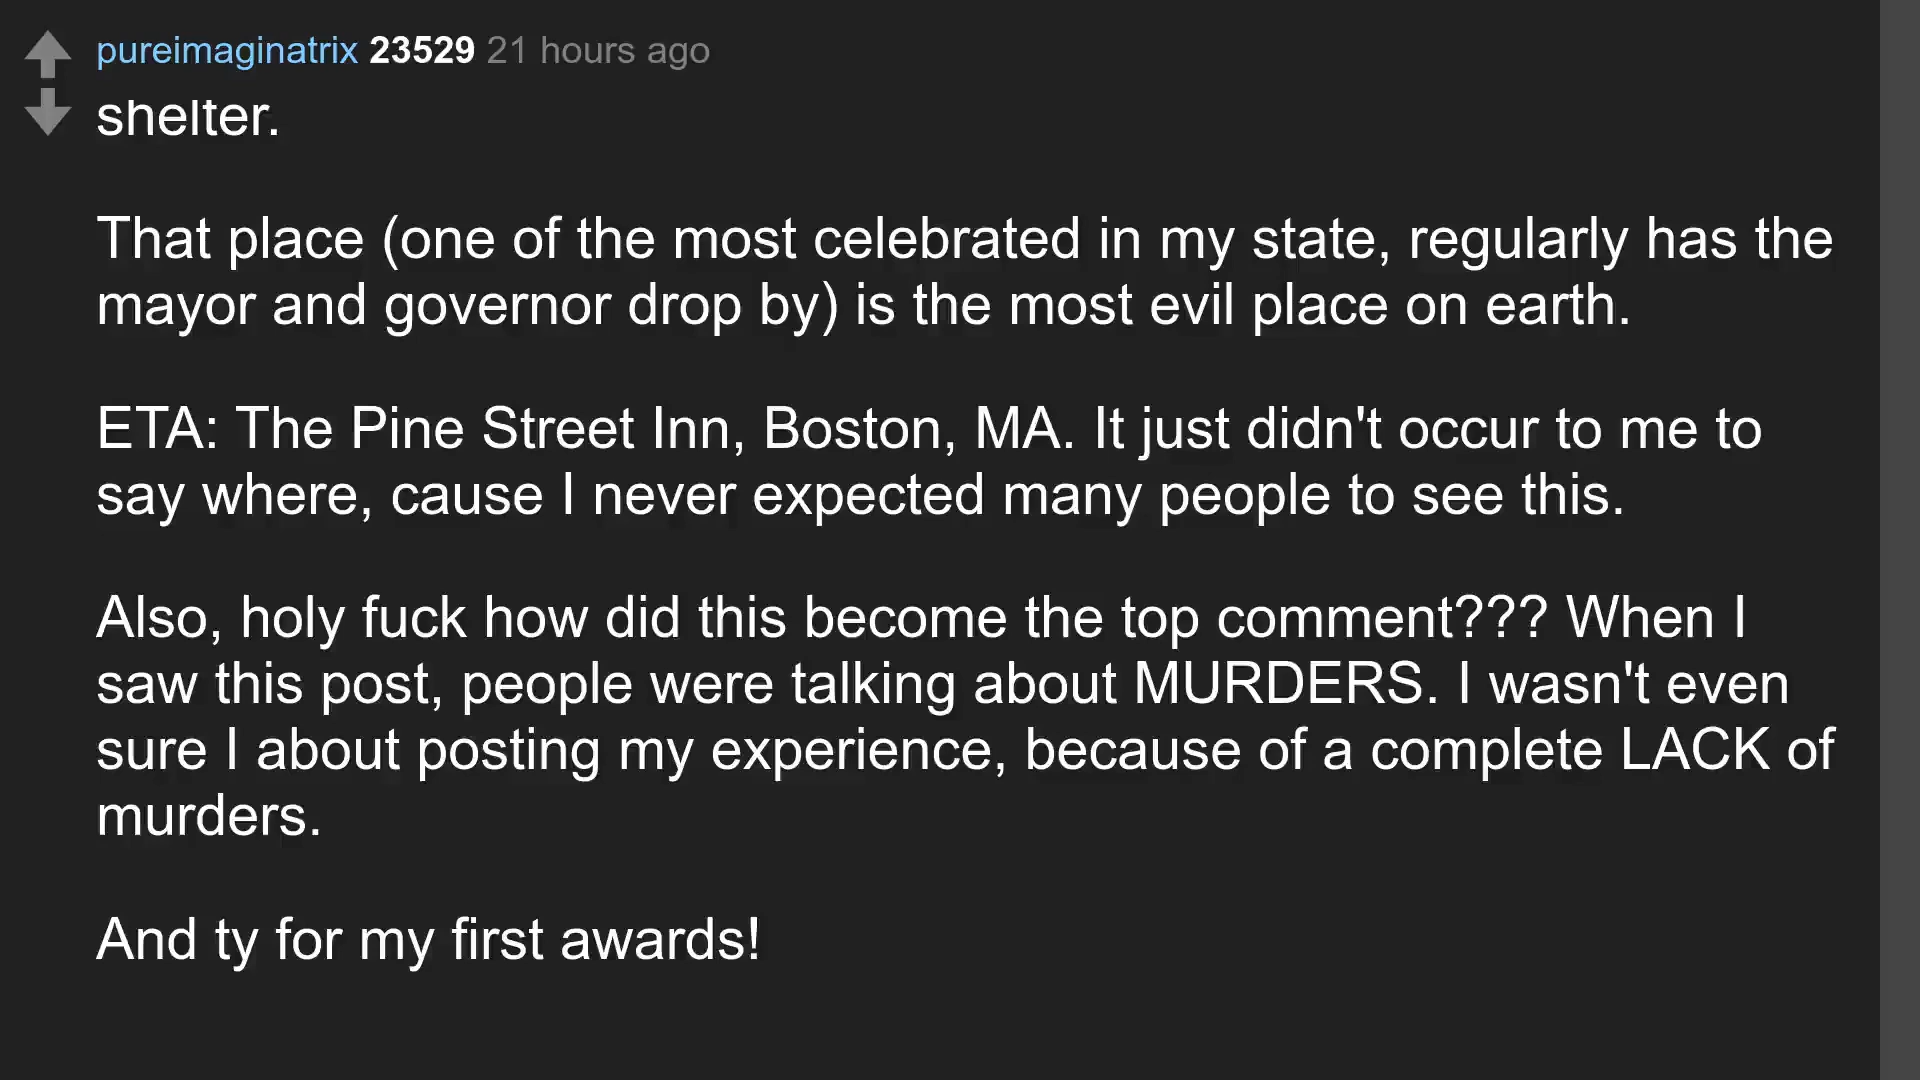 pureimaginatrix 23529 21 hours ago
shelter.
That place (one of the most celebrated in my state, regularly has the
mayor and governor drop by) is the most evil place on earth.
ETA: The Pine Street Inn, Boston, MA. It just didn't occur to me to
say where, cause I never expected many people to see this.
Also, holy fuck how did this become the top comment??? When I
saw this post, people were talking about MURDERS. I wasn't even
sure I about posting my experience, because of a complete LACK of
murders.
And ty for my first awards!